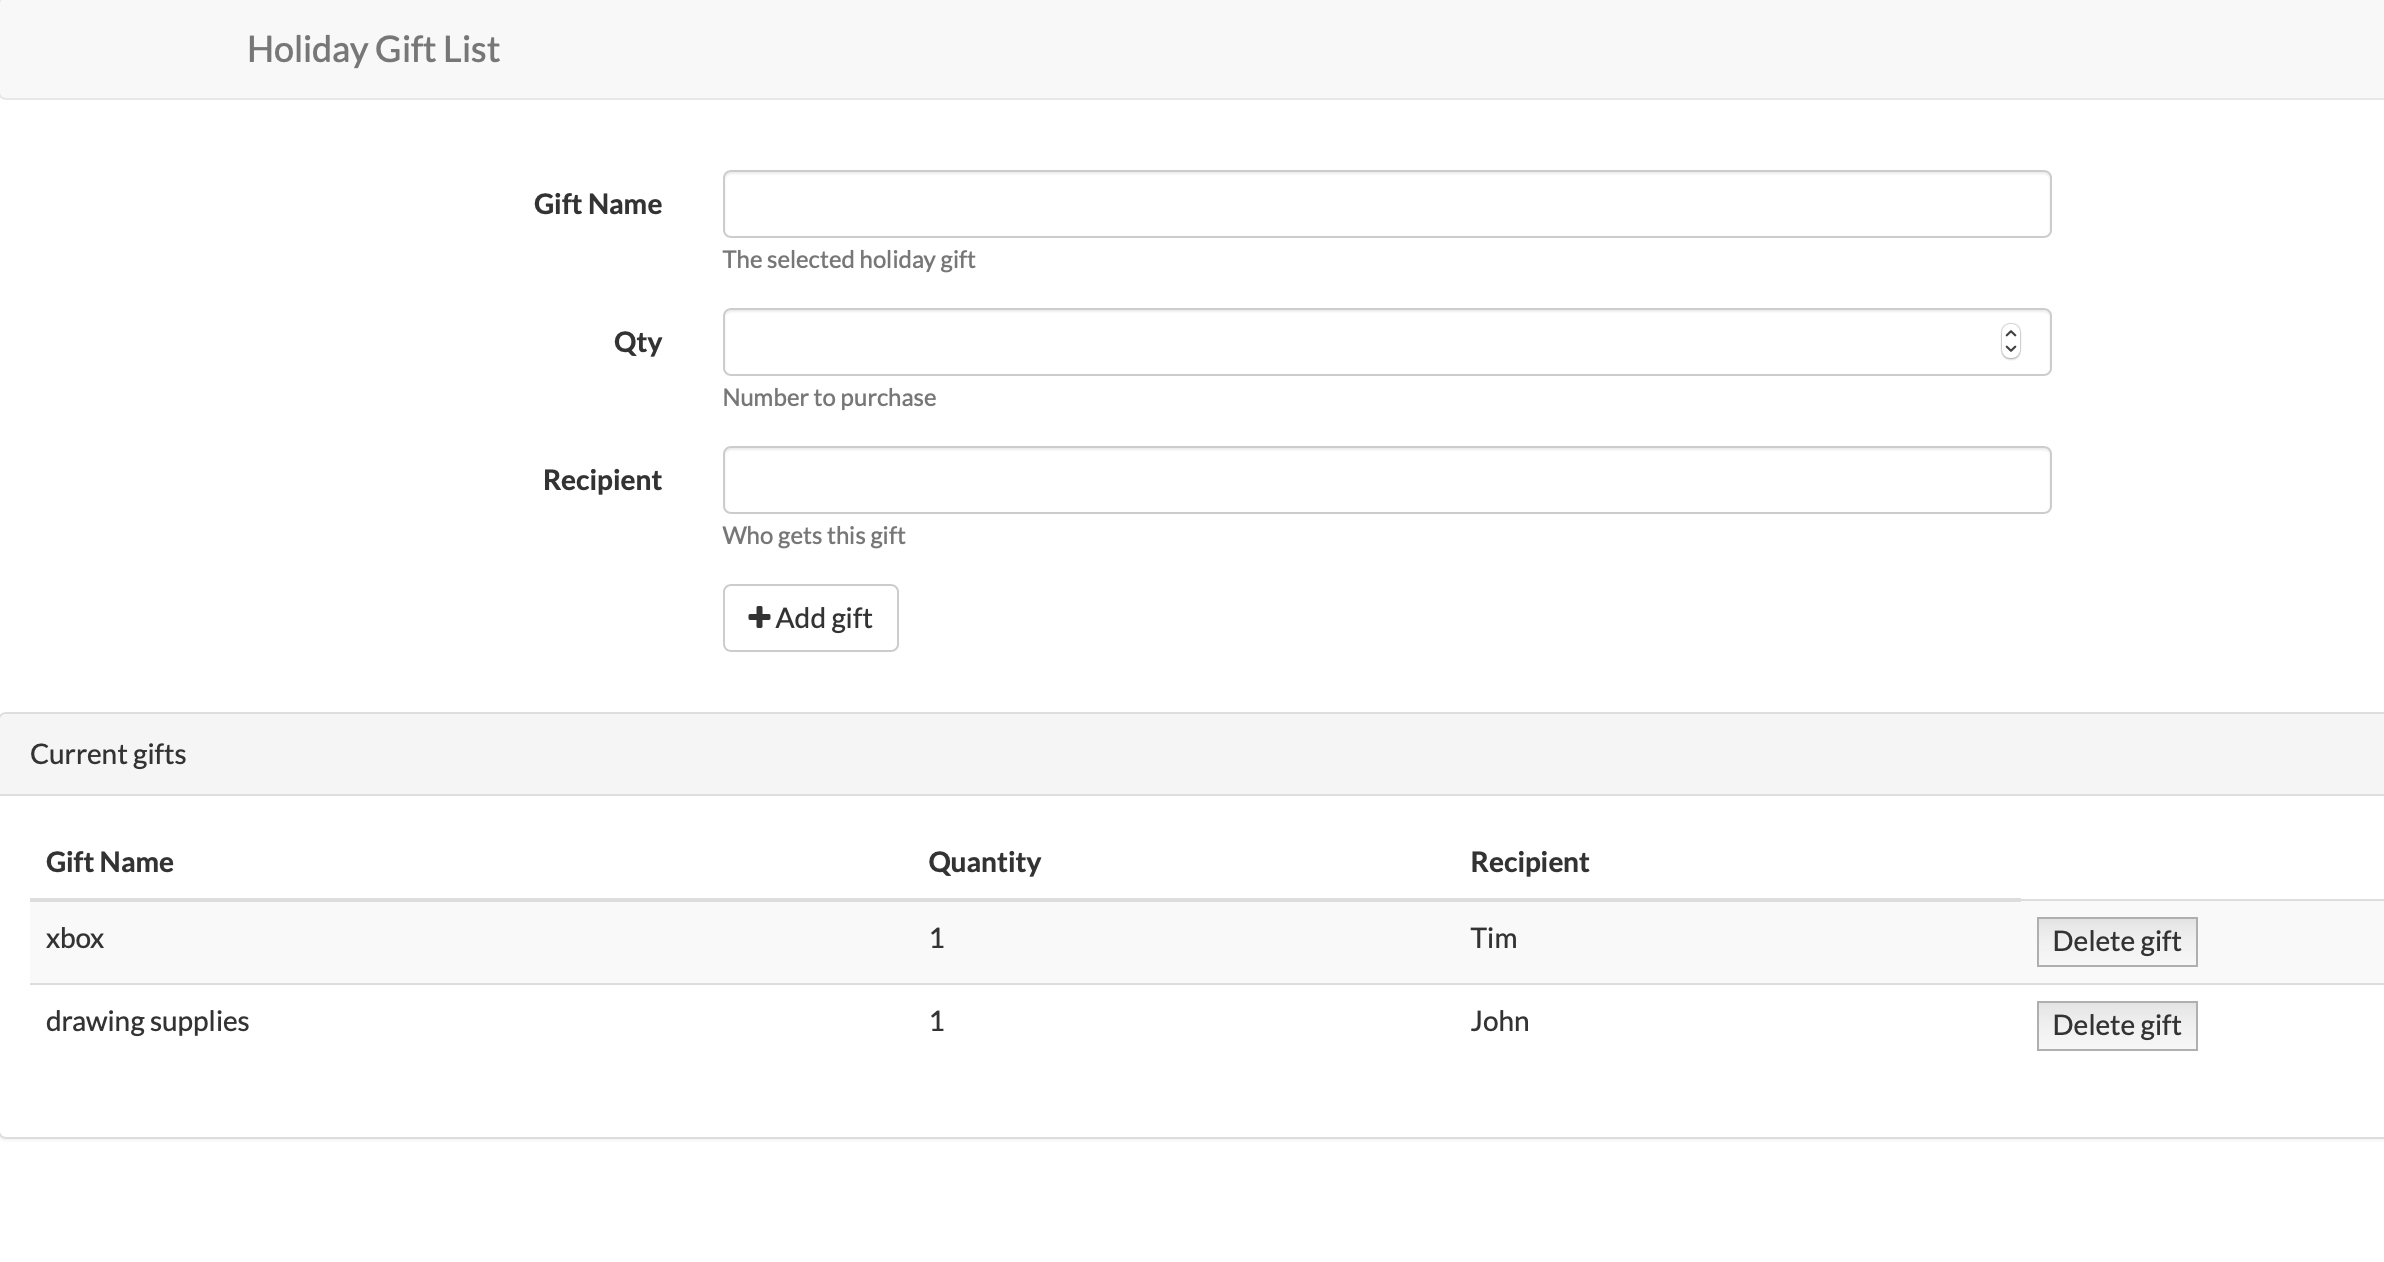 Holiday Gift List
Gift Name
The selected holiday gift
Qty
Number to purchase
Recipient
Who gets this gift
Add gift
Current gifts
Gift Name Quantity Recipient
xbox 1 Tim Delete gift
drawing supplies 1 John Delete gift